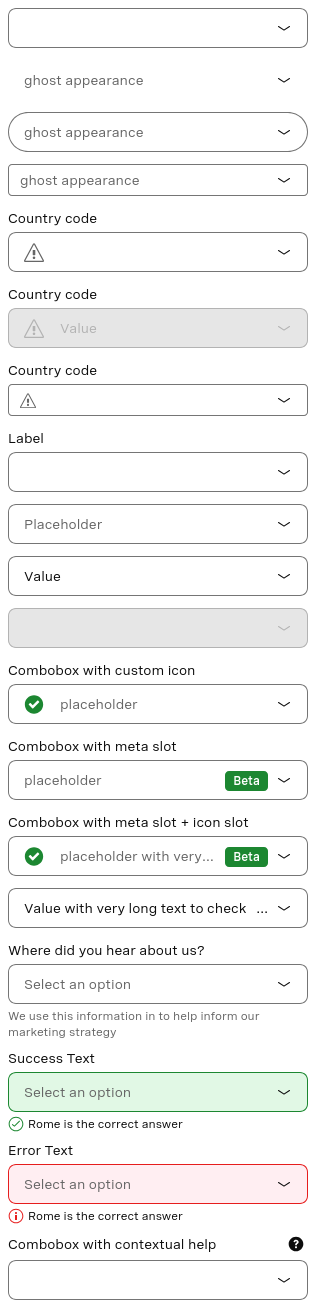 ghost appearance
ghost appearance
ghost appearance
Country code
Country code
Value
Country code
Label
Placeholder
Value
Combobox with custom icon
placeholder
Combobox with meta slot
placeholder Beta
Combobox with meta slot + icon slot
placeholder with very... Beta
Value with very long text to check ...
Where did you hear about us?
Select an option
We use this information in to help inform our
marketing strategy
Success Text
Select an option
Rome is the correct answer
Error Text
Select an option
Rome is the correct answer
Combobox with contextual help